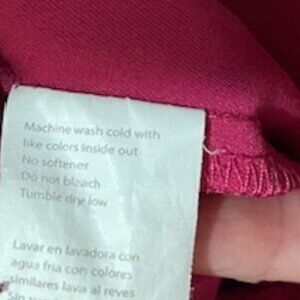 Machine wash cold with
like colors inside out
No softener
Do not bleach
Tumble dry low
Lavar en lavadora con
agua fria con colores
similares lava al reves
Sin